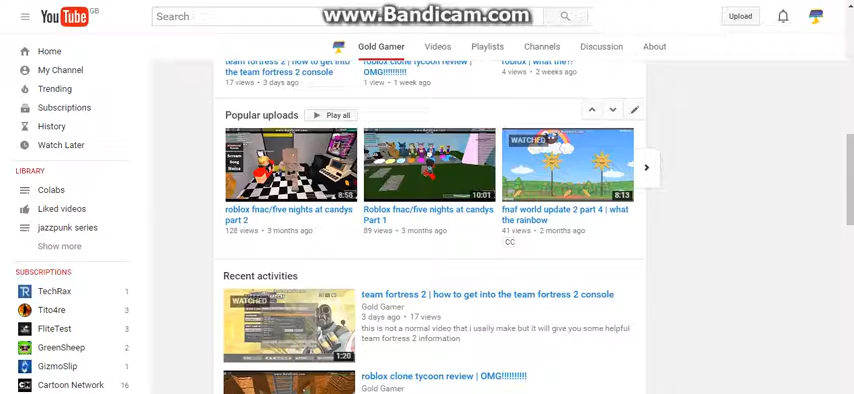 YouTube GB
Search
www.Bandicam.com
Upload
Gold Gamer Videos Playlists Channels Discussion About
Home
My Channel
Trending
Subscriptions
History
Watch Later
LIBRARY
Colabs
Liked videos
jazzpunk series
Show more
SUBSCRIPTIONS
TechRax 1
Tito4re 3
FliteTest 3
GreenSheep 2
GizmoSlip 1
Cartoon Network 16
team fortress 2 | how to get into
the team fortress 2 console
17 views • 3 days ago
roblox clone tycoon review |
OMG!!!!!!!!!!
1 view • 1 week ago
roblox | what the?!
4 views • 2 weeks ago
Popular uploads Play all
8:58
roblox fnac/five nights at candys
part 2
128 views • 3 months ago
10:01
Roblox fnac/five nights at candys
Part 1
89 views • 3 months ago
WATCHED
8:13
fnaf world update 2 part 4 | what
the rainbow
41 views • 2 months ago
CC
Recent activities
WATCHED
1:20
team fortress 2 | how to get into the team fortress 2 console
Gold Gamer
3 days ago • 17 views
this is not a normal video that i usally make but it will give you some helpful
team fortress 2 information
roblox clone tycoon review | OMG!!!!!!!!!!
Gold Gamer